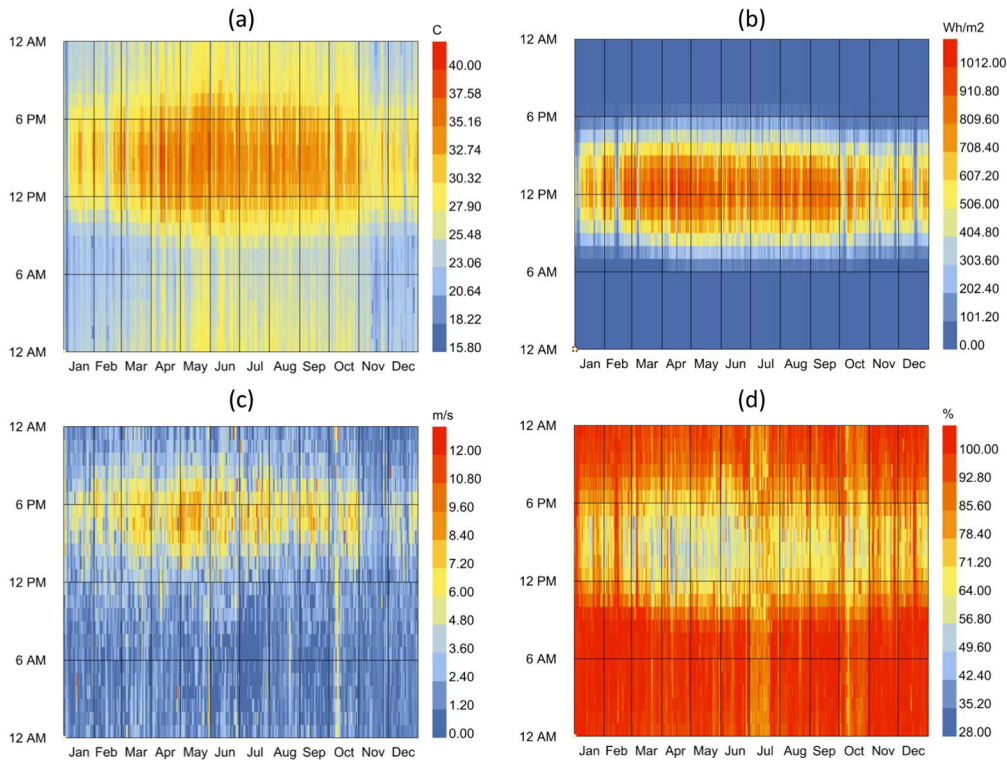 (a)
C
12 AM
6 PM
12 PM
6 AM
12 AM
40.00
37.58
35.16
32.74
30.32
27.90
25.48
23.06
20.64
18.22
15.80
Jan Feb Mar Apr May Jun Jul Aug Sep Oct Nov Dec
(b)
Wh/m2
12 AM
6 PM
12 PM
6 AM
12 AM
1012.00
910.80
809.60
708.40
607.20
506.00
404.80
303.60
202.40
101.20
0.00
Jan Feb Mar Apr May Jun Jul Aug Sep Oct Nov Dec
(c)
m/s
12 AM
6 PM
12 PM
6 AM
12 AM
12.00
10.80
9.60
8.40
7.20
6.00
4.80
3.60
2.40
1.20
0.00
Jan Feb Mar Apr May Jun Jul Aug Sep Oct Nov Dec
(d)
%
12 AM
6 PM
12 PM
6 AM
12 AM
100.00
92.80
85.60
78.40
71.20
64.00
56.80
49.60
42.40
35.20
28.00
Jan Feb Mar Apr May Jun Jul Aug Sep Oct Nov Dec